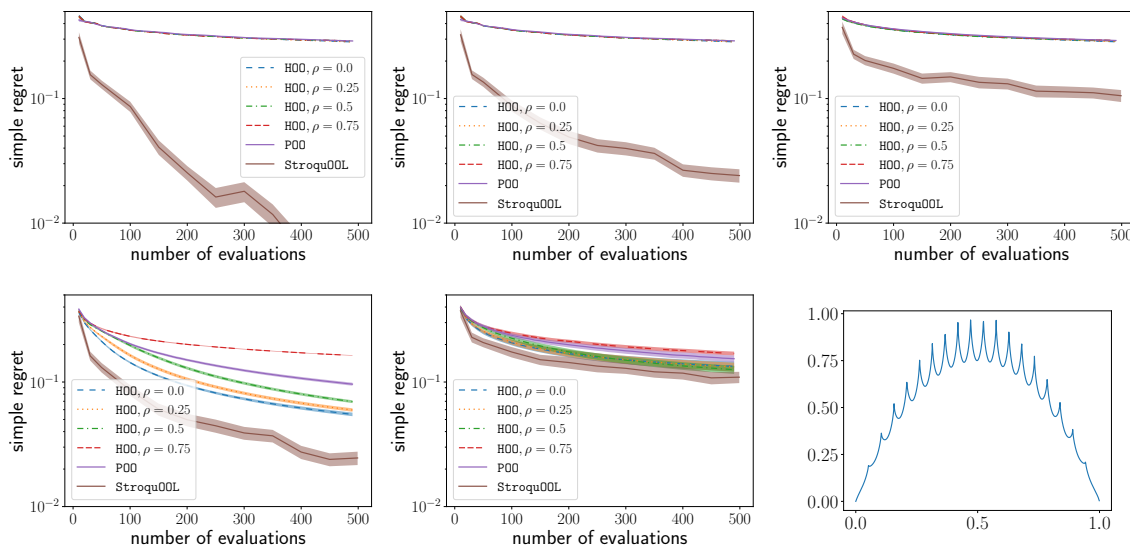 simple regret
10⁻¹
10⁻²
HOO, ρ = 0.0
HOO, ρ = 0.25
HOO, ρ = 0.5
HOO, ρ = 0.75
POO
StroquOOL
0 100 200 300 400 500
number of evaluations
simple regret
10⁻¹
10⁻²
HOO, ρ = 0.0
HOO, ρ = 0.25
HOO, ρ = 0.5
HOO, ρ = 0.75
POO
StroquOOL
0 100 200 300 400 500
number of evaluations
simple regret
10⁻¹
10⁻²
HOO, ρ = 0.0
HOO, ρ = 0.25
HOO, ρ = 0.5
HOO, ρ = 0.75
POO
StroquOOL
0 100 200 300 400 500
number of evaluations
simple regret
10⁻¹
10⁻²
HOO, ρ = 0.0
HOO, ρ = 0.25
HOO, ρ = 0.5
HOO, ρ = 0.75
POO
StroquOOL
0 100 200 300 400 500
number of evaluations
simple regret
10⁻¹
10⁻²
HOO, ρ = 0.0
HOO, ρ = 0.25
HOO, ρ = 0.5
HOO, ρ = 0.75
POO
StroquOOL
0 100 200 300 400 500
number of evaluations
1.00
0.75
0.50
0.25
0.00
0.0 0.5 1.0